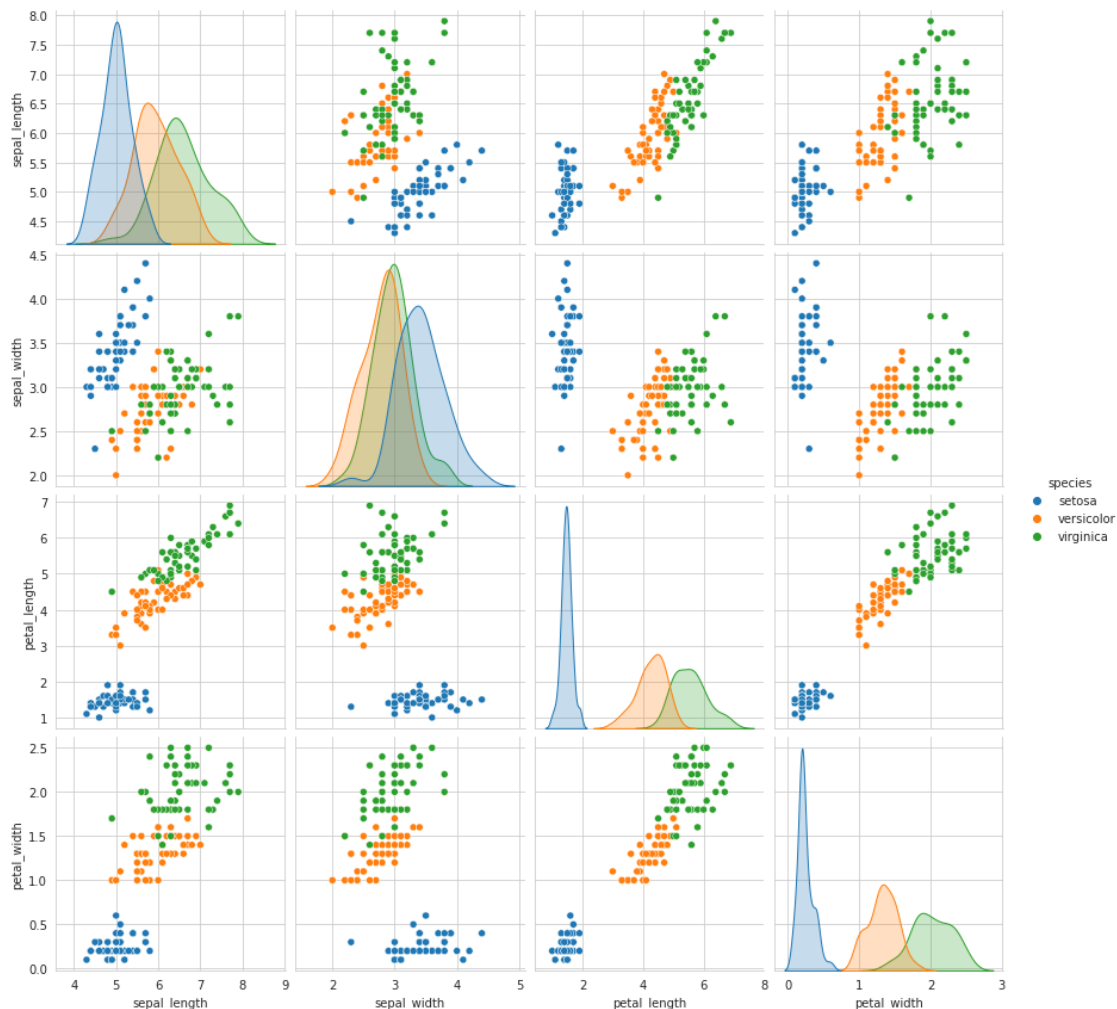 8.0
7.5
7.0
6.5
6.0
5.5
5.0
4.5
sepal_length
4.5
4.0
3.5
3.0
2.5
2.0
sepal_width
species
setosa
versicolor
virginica
7
6
5
4
3
2
1
petal_length
2.5
2.0
1.5
1.0
0.5
0.0
petal_width
4 5 6 7 8 9
sepal_length
2 3 4 5
sepal_width
2 4 6 8
petal_length
0 1 2 3
petal_width